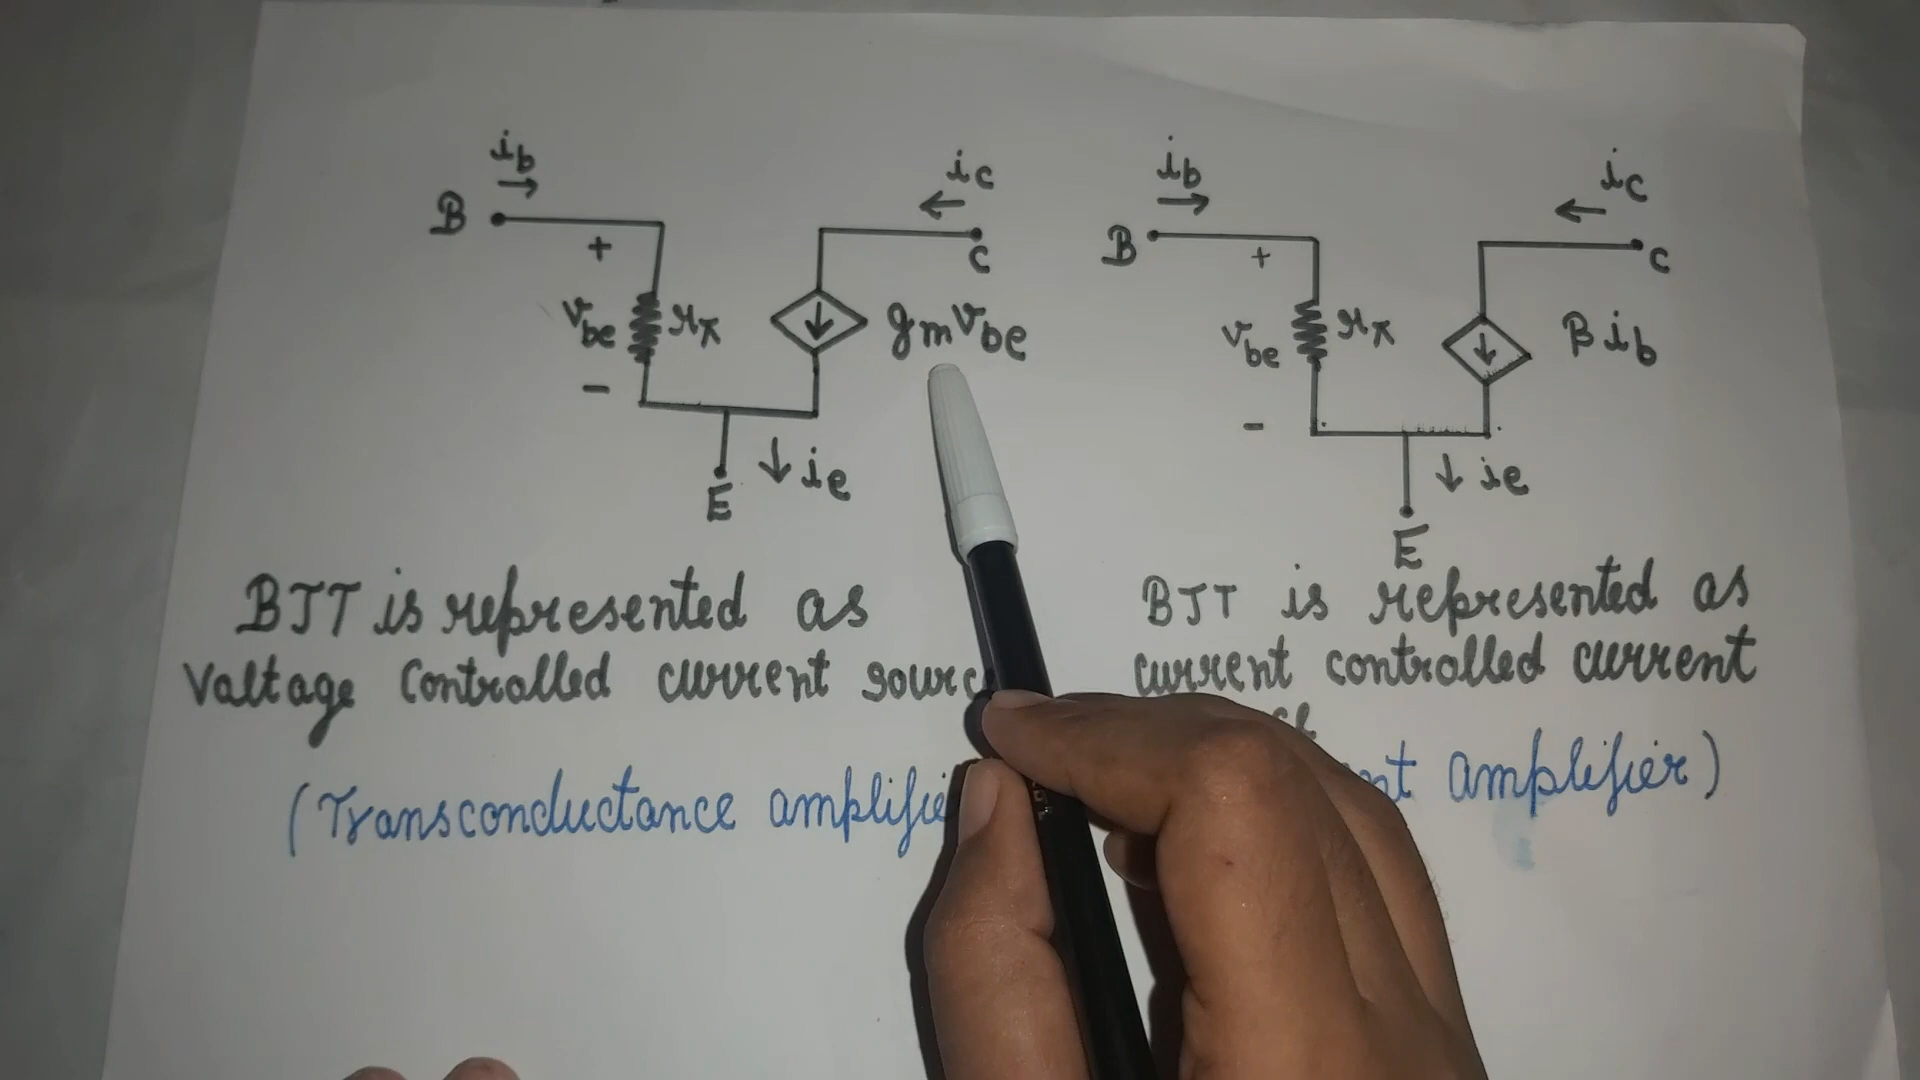 ib
ic
B
+
C
vbe
rπ
gmvbe
-
ie
E
BJT is represented as
Valtage Controlled current
(Transconductance
ib
ic
B
+
C
vbe
rπ
βib
-
ie
E
BJT is represented as
current controlled current
amplifier)